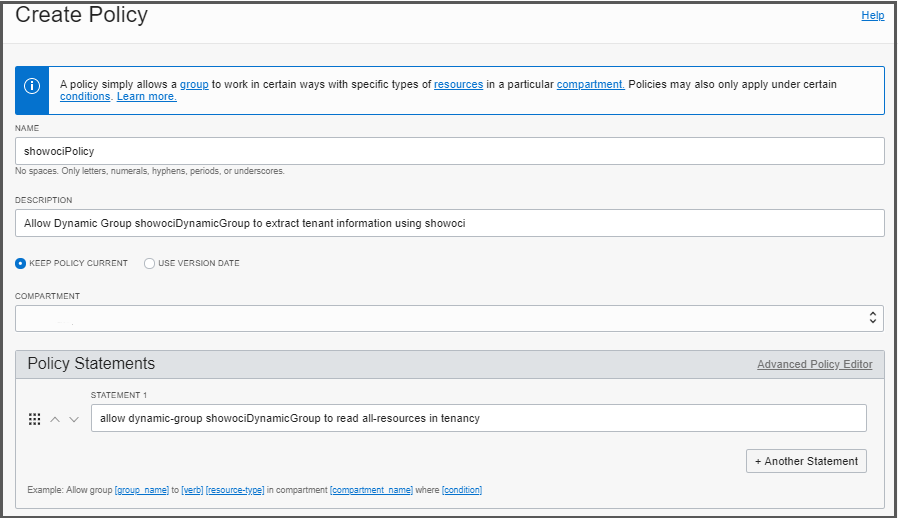 Create Policy
Help
A policy simply allows a group to work in certain ways with specific types of resources in a particular compartment. Policies may also only apply under certain
conditions. Learn more.
NAME
showociPolicy
No spaces. Only letters, numerals, hyphens, periods, or underscores.
DESCRIPTION
Allow Dynamic Group showociDynamicGroup to extract tenant information using showoci
KEEP POLICY CURRENT USE VERSION DATE
COMPARTMENT
Policy Statements
Advanced Policy Editor
STATEMENT 1
allow dynamic-group showociDynamicGroup to read all-resources in tenancy
+ Another Statement
Example: Allow group [group_name] to [verb] [resource-type] in compartment [compartment_name] where [condition]